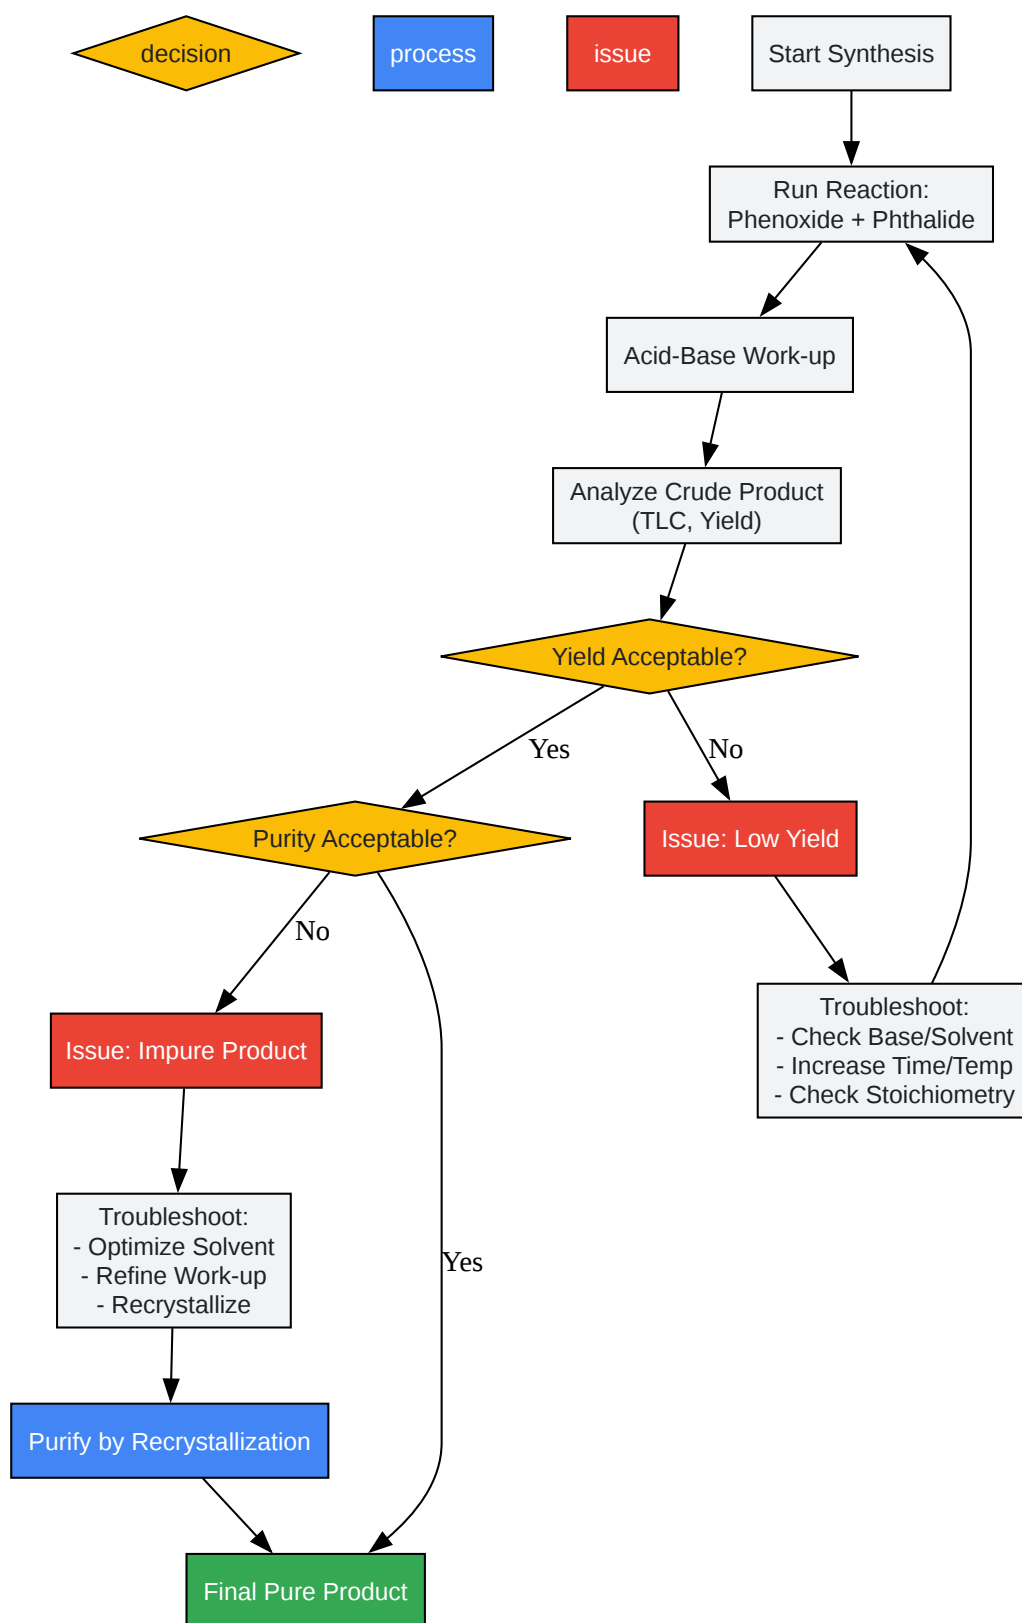 decision
process
issue
Start Synthesis
Run Reaction:
Phenoxide + Phthalide
Acid-Base Work-up
Analyze Crude Product
(TLC, Yield)
Yield Acceptable?
Yes
No
Purity Acceptable?
Issue: Low Yield
No
Troubleshoot:
- Check Base/Solvent
- Increase Time/Temp
- Check Stoichiometry
Issue: Impure Product
Troubleshoot:
- Optimize Solvent
- Refine Work-up
- Recrystallize
Yes
Purify by Recrystallization
Final Pure Product